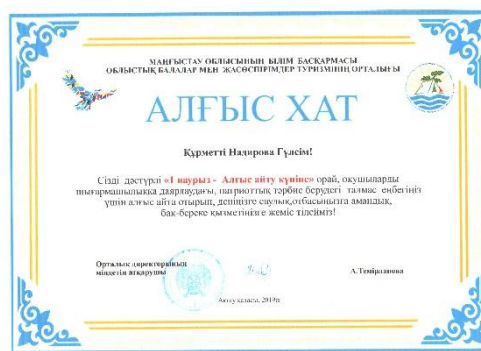 МАҢҒЫСТАУ ОБЛЫСЫНЫҢ БІЛІМ БАСҚАРМАСЫ
ОБЛЫСТЫҚ БАЛАЛАР МЕН ЖАСӨСПІРІМДЕР ТУРИЗМІНІҢ ОРТАЛЫҒЫ
АЛҒЫС ХАТ
Құрметті Надирова Гүлсім!
Сізді дәстүрлі «1 наурыз - Алғыс айту күніне» орай, оқушыларды
шығармашылыққа даярлаудағы, патриоттық тәрбие берудегі талмас еңбегіңіз
үшін алғыс айта отырып, деніңізге саулық,отбасыңызға амандық,
бақ-береке қызметіңізге жеміс тілейміз!
Орталық директорының
міндетін атқарушы
А.Темірланова
Ақтау қаласы, 2019ж